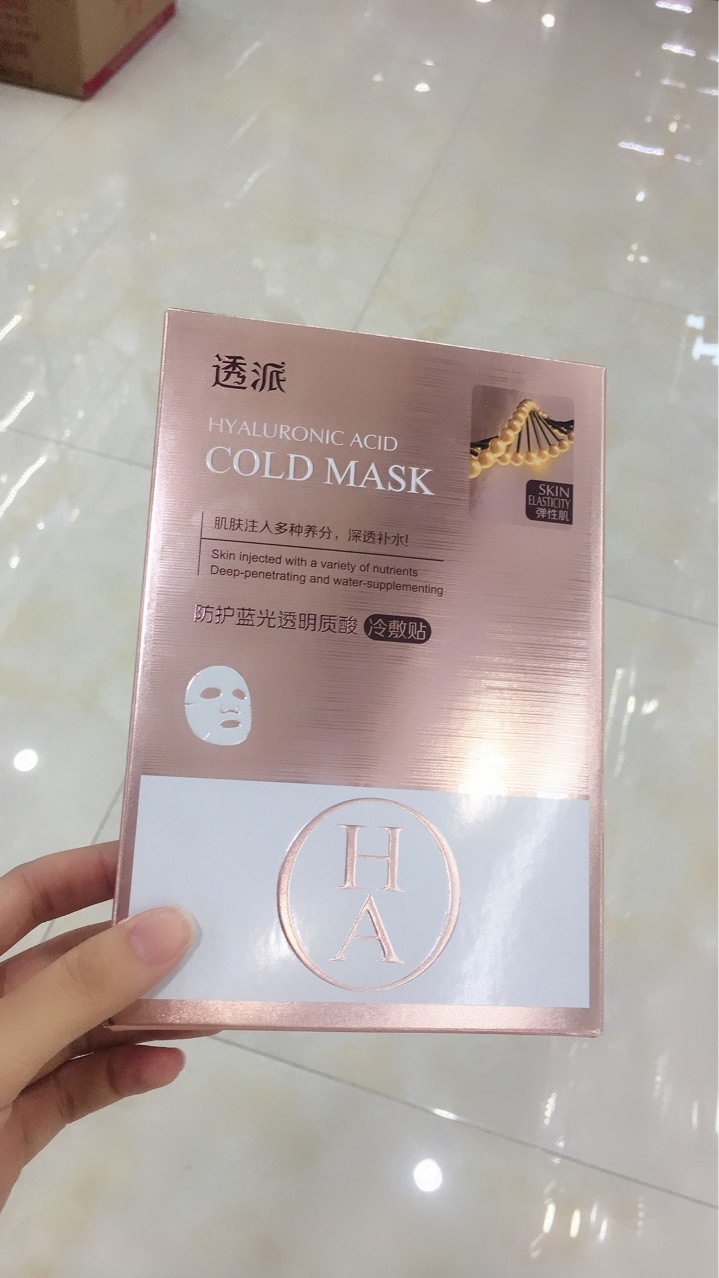 透派
HYALURONIC ACID
COLD MASK
SKIN
ELASTICITY
弹性肌
肌肤注入多种养分，深透补水!
Skin injected with a variety of nutrients
Deep-penetrating and water-supplementing
防护蓝光透明质酸 冷敷贴
H
A